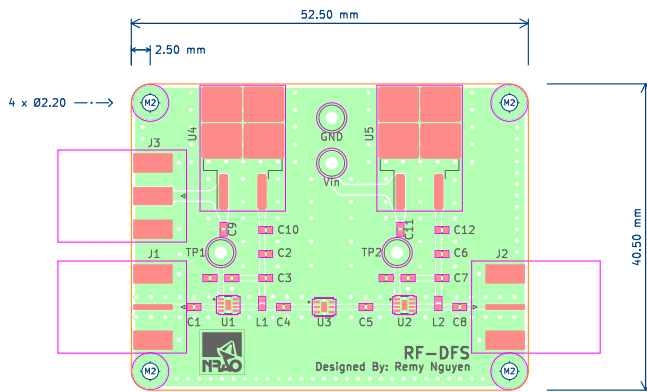 52.50 mm
2.50 mm
4 x Ø2.20
M2
M2
GND
U4
U5
J3
Vin
C9
C10
C11
C12
TP1
C2
TP2
C6
J1
J2
C3
C7
C1
U1
L1
C4
U3
C5
U2
L2
C8
40.50 mm
RF-DFS
Designed By: Remy Nguyen
NRAO
M2
M2